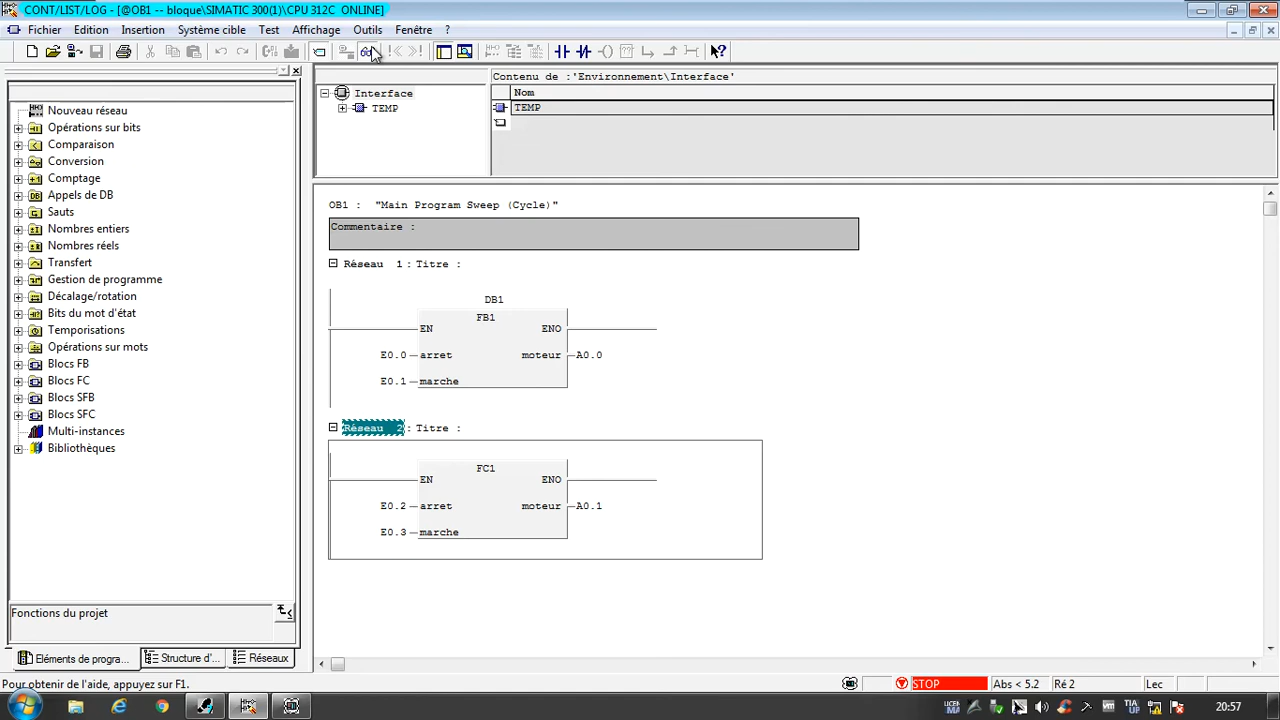 CONT/LIST/LOG - [@OB1 -- bloque\SIMATIC 300(1)\CPU 312C ONLINE]
Fichier Edition Insertion Système cible Test Affichage Outils Fenêtre ?
Nouveau réseau
Opérations sur bits
Comparaison
Conversion
Comptage
Appels de DB
Sauts
Nombres entiers
Nombres réels
Transfert
Gestion de programme
Décalage/rotation
Bits du mot d'état
Temporisations
Opérations sur mots
Blocs FB
Blocs FC
Blocs SFB
Blocs SFC
Multi-instances
Bibliothèques
Fonctions du projet
Eléments de progra... Structure d'... Réseaux
Interface
TEMP
Contenu de :'Environnement\Interface'
Nom
TEMP
OB1 : "Main Program Sweep (Cycle)"
Commentaire :
Réseau 1 : Titre :
DB1
FB1
EN ENO
E0.0 arret moteur A0.0
E0.1 marche
Réseau 2 : Titre :
FC1
EN ENO
E0.2 arret moteur A0.1
E0.3 marche
Pour obtenir de l'aide, appuyez sur F1. STOP Abs < 5.2 Ré 2 Lec
TIA
UP
20:57